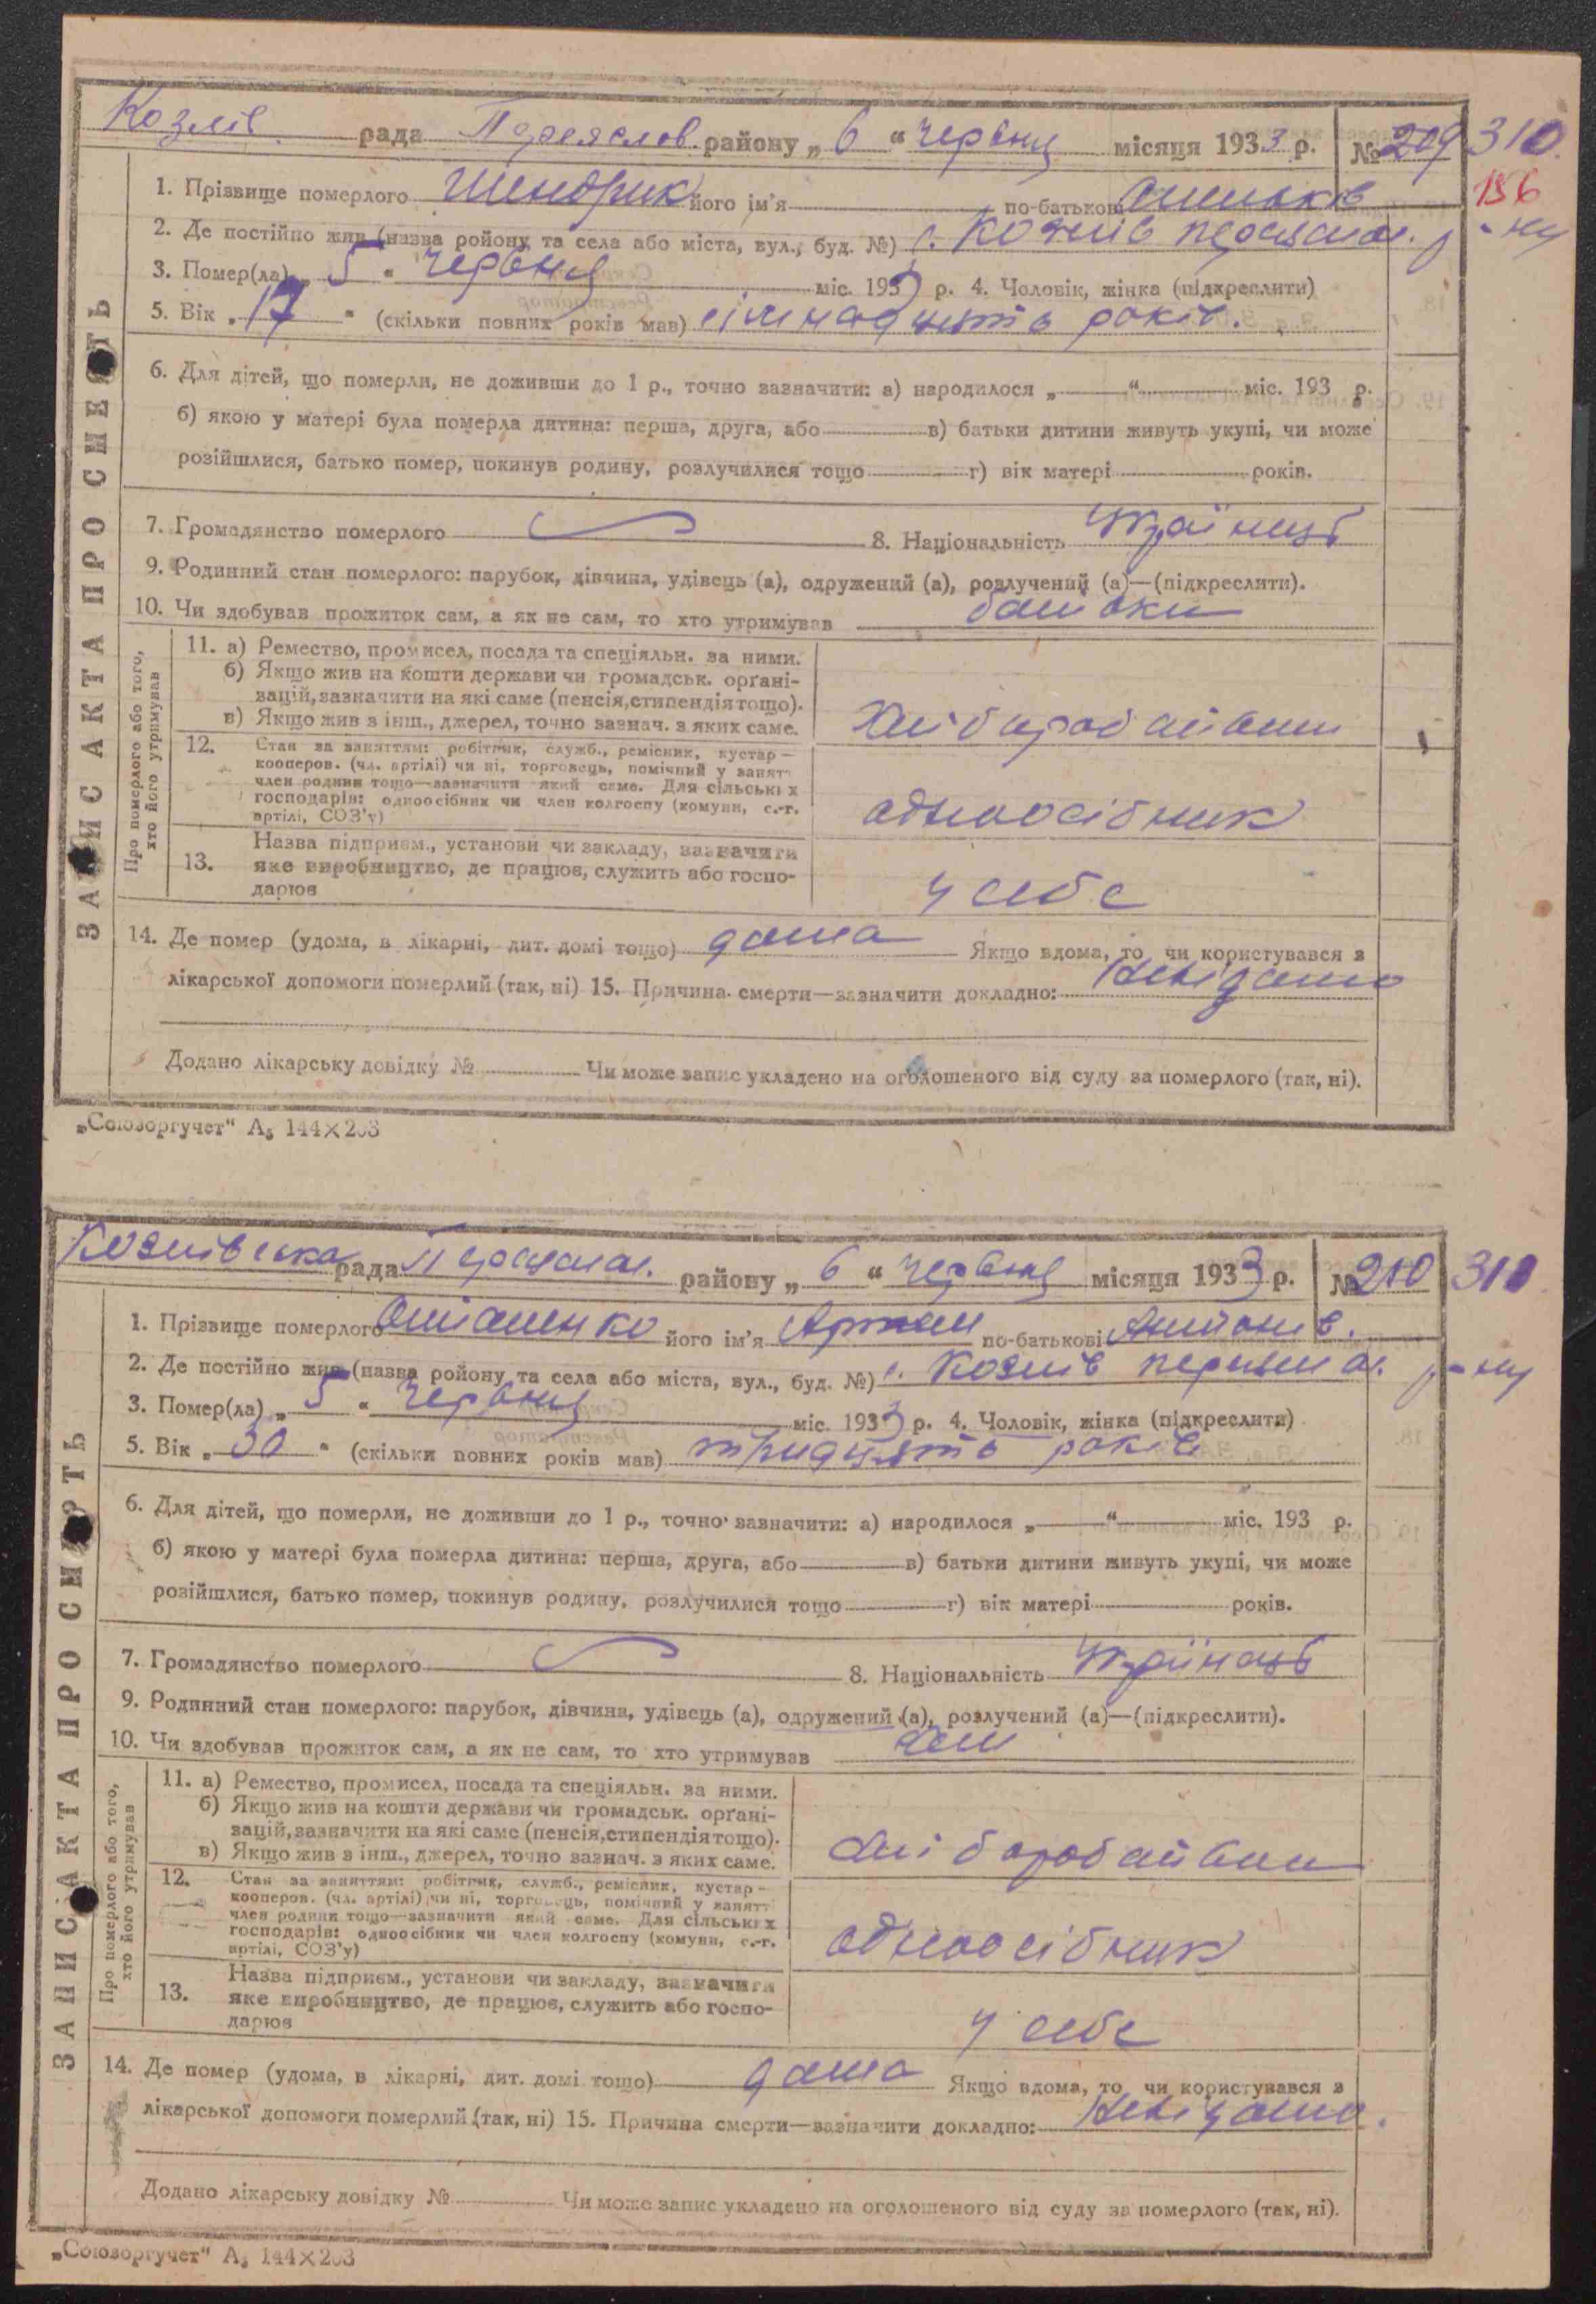 Козлів. рада Переяслов. району „6“ червня місяця 1933 р. № 209 310.
156
1. Прізвище померлого Шендрик його ім'я по-батькові
2. Де постійно жив (назва ройону та села або міста, вул., буд. №) с. Козлів Переяслав. р-ну
3. Помер(ла) „5“ червня міс. 193 р. 4. Чоловік, жінка (підкреслити)
5. Вік „17“ (скільки повних років мав) сімнадцять років.
6. Для дітей, що померли, не доживши до 1 р., точно зазначити: а) народилося „ “ міс. 193 р.
б) якою у матері була померла дитина: перша, друга, або в) батьки дитини живуть укупі, чи може
розійшлися, батько помер, покинув родину, розлучилися тощо г) вік матері років.
7. Громадянство померлого 8. Національність Українець
9. Родинний стан померлого: парубок, дівчина, удівець (а), одружений (а), розлучений (а)—(підкреслити).
10. Чи здобував прожиток сам, а як не сам, то хто утримував батьки
ЗАПИС АКТА ПРО СМЕРТЬ
Про померлого або того, хто його утримував
11. а) Ремество, промисел, посада та спеціяльн. за ними.
б) Якщо жив на кошти держави чи громадськ. орґані-
зацій, зазначити на які саме (пенсія, стипендія тощо).
в) Якщо жив з інш., джерел, точно зазнач. з яких саме.
Хліборобством
12. Стан за заняттям: робітник, служб., ремісник, кустар—
кооперов. (чл. артілі) чи ні, торговець, помічний у занятт
член родини тощо—зазначити який саме. Для сільських
господарів: одноосібник чи член колгоспу (комуни, с.-г.
артілі, СОЗ'у)
одноосібник
13. Назва підприєм., установи чи закладу, зазначити
яке виробництво, де працює, служить або госпо-
дарює
у себе
14. Де помер (удома, в лікарні, дит. домі тощо) дома Якщо вдома, то чи користувався з
лікарської допомоги померлий (так, ні) 15. Причина смерти—зазначити докладно: невідомо
Додано лікарську довідку № Чи може запис укладено на оголошеного від суду за померлого (так, ні).
„Союзоргучет“ А₅ 144×203
Козлівська рада Переяслав. району „6“ червня місяця 1933 р. № 210 310
1. Прізвище померлого його ім'я Артем по-батькові Антонів.
2. Де постійно жив (назва ройону та села або міста, вул., буд. №) с. Козлів Переяслав. р-ну
3. Помер(ла) „5“ червня міс. 1933 р. 4. Чоловік, жінка (підкреслити)
5. Вік „30“ (скільки повних років мав) тридцять років
6. Для дітей, що померли, не доживши до 1 р., точно зазначити: а) народилося „ “ міс. 193 р.
б) якою у матері була померла дитина: перша, друга, або в) батьки дитини живуть укупі, чи може
розійшлися, батько помер, покинув родину, розлучилися тощо г) вік матері років.
7. Громадянство померлого 8. Національність Українець
9. Родинний стан померлого: парубок, дівчина, удівець (а), одружений (а), розлучений (а)—(підкреслити).
10. Чи здобував прожиток сам, а як не сам, то хто утримував сам
ЗАПИС АКТА ПРО СМЕРТЬ
Про померлого або того, хто його утримував
11. а) Ремество, промисел, посада та спеціяльн. за ними.
б) Якщо жив на кошти держави чи громадськ. орґані-
зацій, зазначити на які саме (пенсія, стипендія тощо).
в) Якщо жив з інш., джерел, точно зазнач. з яких саме.
хліборобством
12. Стан за заняттям: робітник, служб., ремісник, кустар—
кооперов. (чл. артілі) чи ні, торговець, помічний у занятт
член родини тощо—зазначити який саме. Для сільських
господарів: одноосібник чи член колгоспу (комуни, с.-г.
артілі, СОЗ'у)
одноосібник
13. Назва підприєм., установи чи закладу, зазначити
яке виробництво, де працює, служить або госпо-
дарює
у себе
14. Де помер (удома, в лікарні, дит. домі тощо) дома Якщо вдома, то чи користувався з
лікарської допомоги померлий (так, ні) 15. Причина смерти—зазначити докладно: невідомо.
Додано лікарську довідку № Чи може запис укладено на оголошеного від суду за померлого (так, ні).
„Союзоргучет“ А₅ 144×203